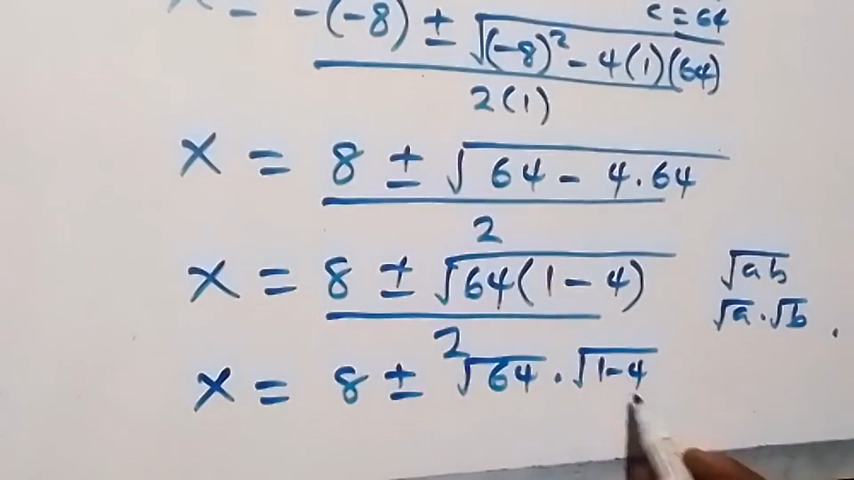 c = 64
x = -(-8) ± √(-8)² - 4(1)(64)
2(1)
x = 8 ± √64 - 4.64
2
x = 8 ± √64(1-4)
2
√ab
√a.√b
x = 8 ± √64 . √1-4